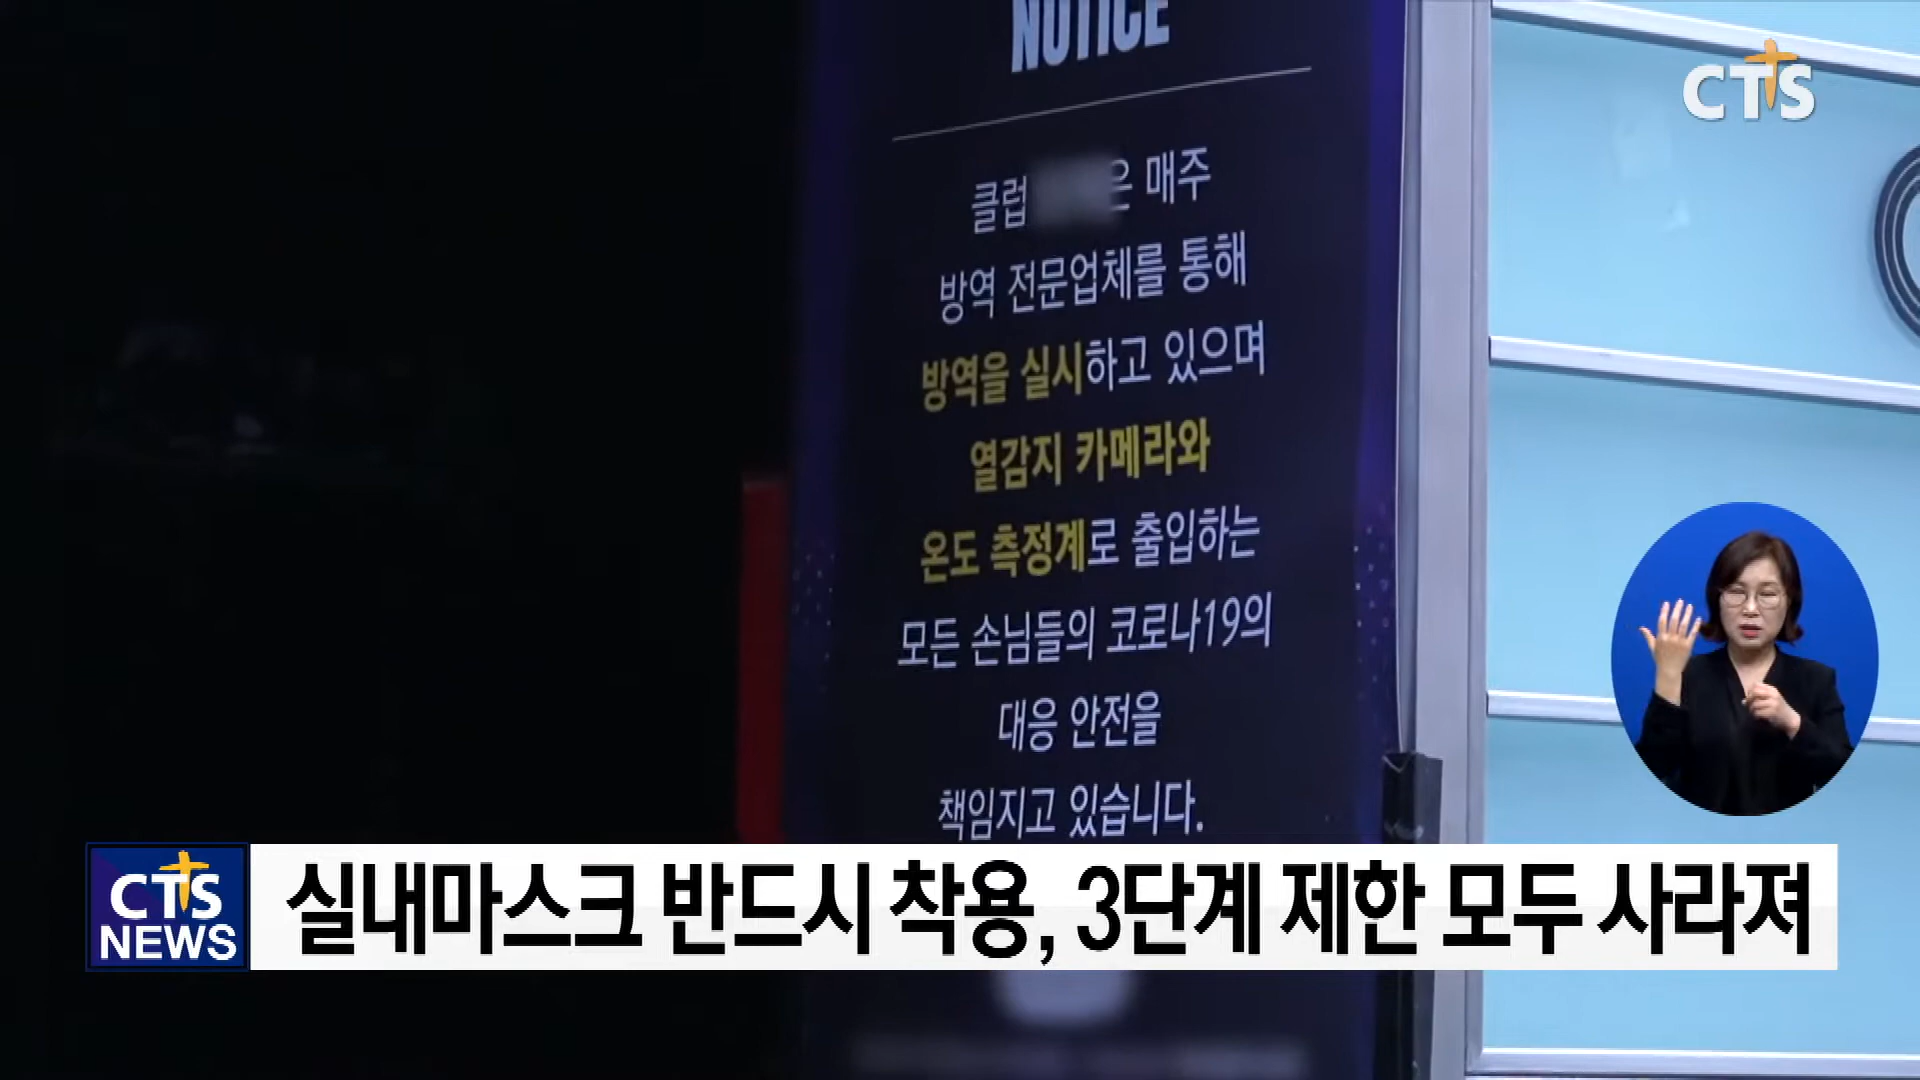 NOTICE
CTS
클럽 은 매주
방역 전문업체를 통해
방역을 실시하고 있으며
열감지 카메라와
온도 측정계로 출입하는
모든 손님들의 코로나19의
대응 안전을
책임지고 있습니다.
CTS
NEWS
실내마스크 반드시 착용, 3단계 제한 모두 사라져